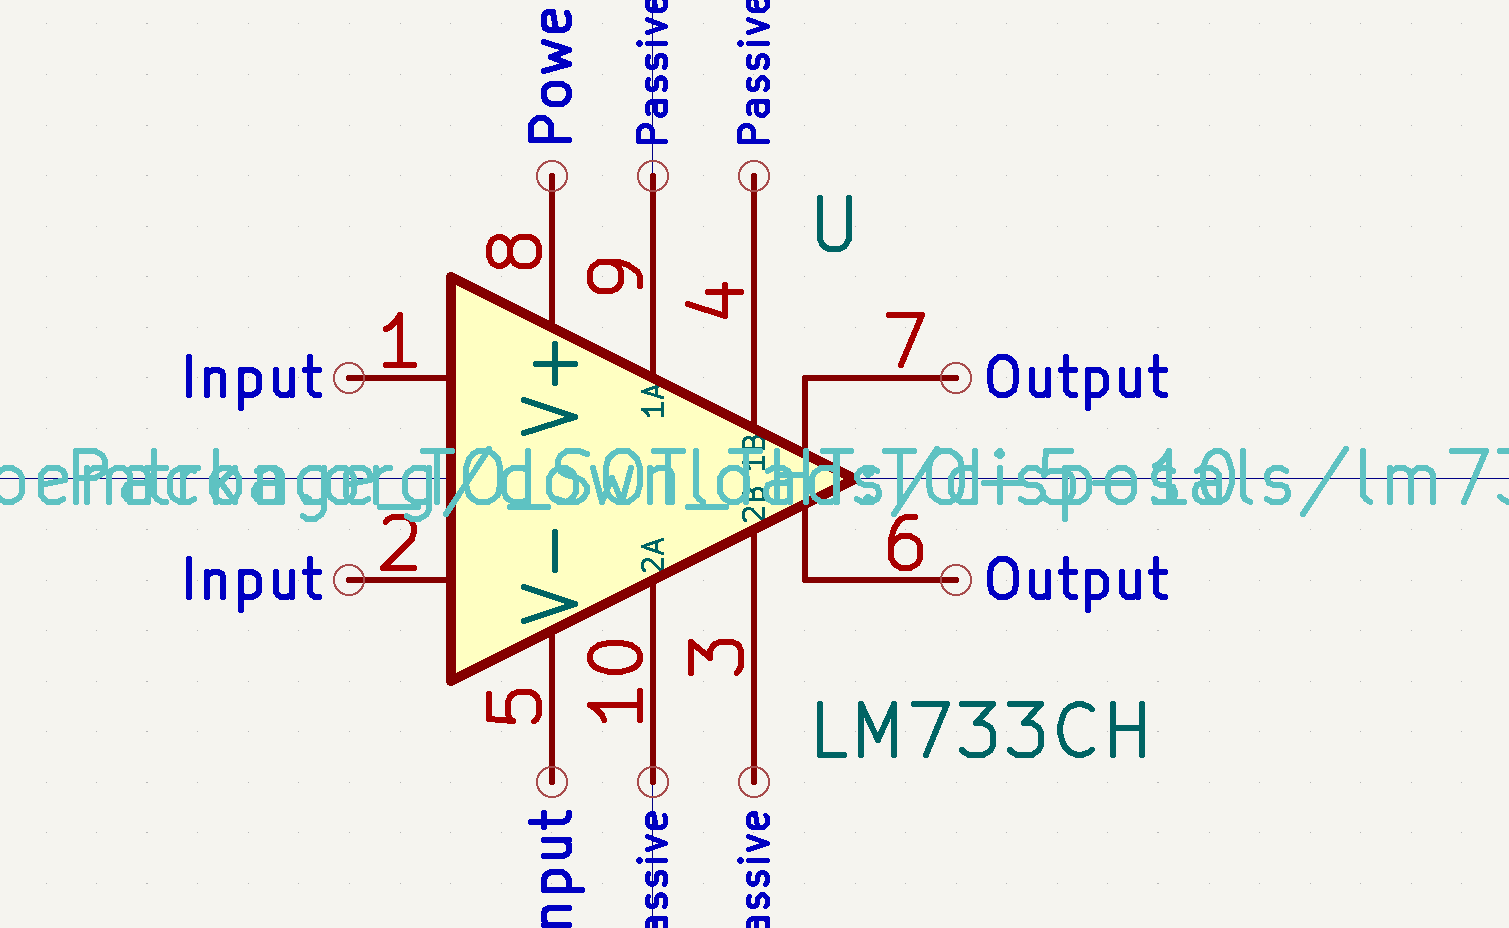 Powe
Passive
Passive
U
8
9
4
1
7
Input
Output
V+
1A
1B
2B
2A
V-
2
6
Input
Output
5
10
3
LM733CH
nput
assive
assive